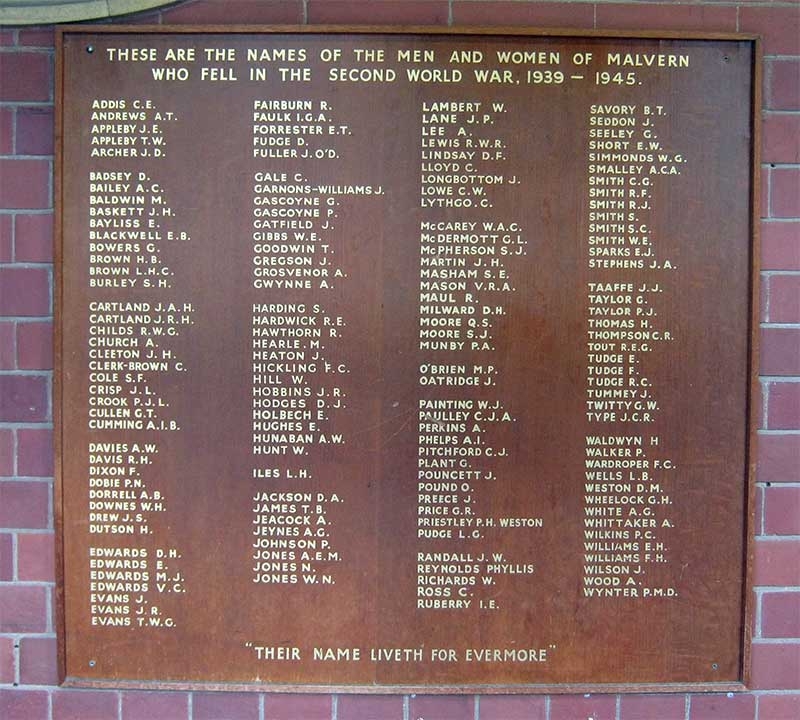 THESE ARE THE NAMES OF THE MEN AND WOMEN OF MALVERN
WHO FELL IN THE SECOND WORLD WAR, 1939 – 1945.
ADDIS C.E.
ANDREWS A.T.
APPLEBY J.E.
APPLEBY T.W.
ARCHER J.D.
BADSEY D.
BAILEY A.C.
BALDWIN M.
BASKETT J.H.
BAYLISS E.
BLACKWELL E.B.
BOWERS G.
BROWN H.B.
BROWN L.H.C.
BURLEY S.H.
CARTLAND J.A.H.
CARTLAND J.R.H.
CHILDS R.W.G.
CHURCH A.
CLEETON J.H.
CLERK-BROWN C.
COLE S.F.
CRISP J.L.
CROOK P.J.L.
CULLEN G.T.
CUMMING A.I.B.
DAVIES A.W.
DAVIS R.H.
DIXON F.
DOBIE P.N.
DORRELL A.B.
DOWNES W.H.
DREW J.S.
DUTSON H.
EDWARDS D.H.
EDWARDS E.
EDWARDS M.J.
EDWARDS V.C.
EVANS J.
EVANS J.R.
EVANS T.W.G.
FAIRBURN R.
FAULK I.G.A.
FORRESTER E.T.
FUDGE D.
FULLER J.O'D.
GALE C.
GARNONS-WILLIAMS J.
GASCOYNE G.
GASCOYNE P.
GATFIELD J.
GIBBS W.E.
GOODWIN T.
GREGSON J.
GROSVENOR A.
GWYNNE A.
HARDING S.
HARDWICK R.E.
HAWTHORN R.
HEARLE M.
HEATON J.
HICKLING F.C.
HILL W.
HOBBINS J.R.
HODGES D.J.
HOLBECH E.
HUGHES E.
HUNABAN A.W.
HUNT W.
ILES L.H.
JACKSON D.A.
JAMES T.B.
JEACOCK A.
JEYNES A.G.
JOHNSON P.
JONES A.E.M.
JONES N.
JONES W.N.
LAMBERT W.
LANE J.P.
LEE A.
LEWIS R.W.R.
LINDSAY D.F.
LLOYD C.
LONGBOTTOM J.
LOWE C.W.
LYTHGO C.
McCAREY W.A.C.
McDERMOTT G.L.
McPHERSON S.J.
MARTIN J.H.
MASHAM S.E.
MASON V.R.A.
MAUL R.
MILWARD D.H.
MOORE Q.S.
MOORE S.J.
MUNBY P.A.
O'BRIEN M.P.
OATRIDGE J.
PAINTING W.J.
PAULLEY C.J.A.
PERKINS A.
PHELPS A.I.
PITCHFORD C.J.
PLANT G.
POUNCETT J.
POUND O.
PREECE J.
PRICE G.R.
PRIESTLEY P.H. WESTON
PUDGE L.G.
RANDALL J.W.
REYNOLDS PHYLLIS
RICHARDS W.
ROSS C.
RUBERRY I.E.
SAVORY B.T.
SEDDON J.
SEELEY G.
SHORT E.W.
SIMMONDS W.G.
SMALLEY A.C.A.
SMITH C.G.
SMITH R.F.
SMITH R.J.
SMITH S.
SMITH S.C.
SMITH W.E.
SPARKS E.J.
STEPHENS J.A.
TAAFFE J.J.
TAYLOR G.
TAYLOR P.J.
THOMAS H.
THOMPSON C.R.
TOUT R.E.G.
TUDGE E.
TUDGE F.
TUDGE R.C.
TUMMEY J.
TWITTY G.W.
TYPE J.C.R.
WALDWYN H
WALKER P.
WARDROPER F.C.
WELLS L.B.
WESTON D.M.
WHEELOCK G.H.
WHITE A.G.
WHITTAKER A.
WILKINS P.C.
WILLIAMS E.H.
WILLIAMS F.H.
WILSON J.
WOOD A.
WYNTER P.M.D.
"THEIR NAME LIVETH FOR EVERMORE"